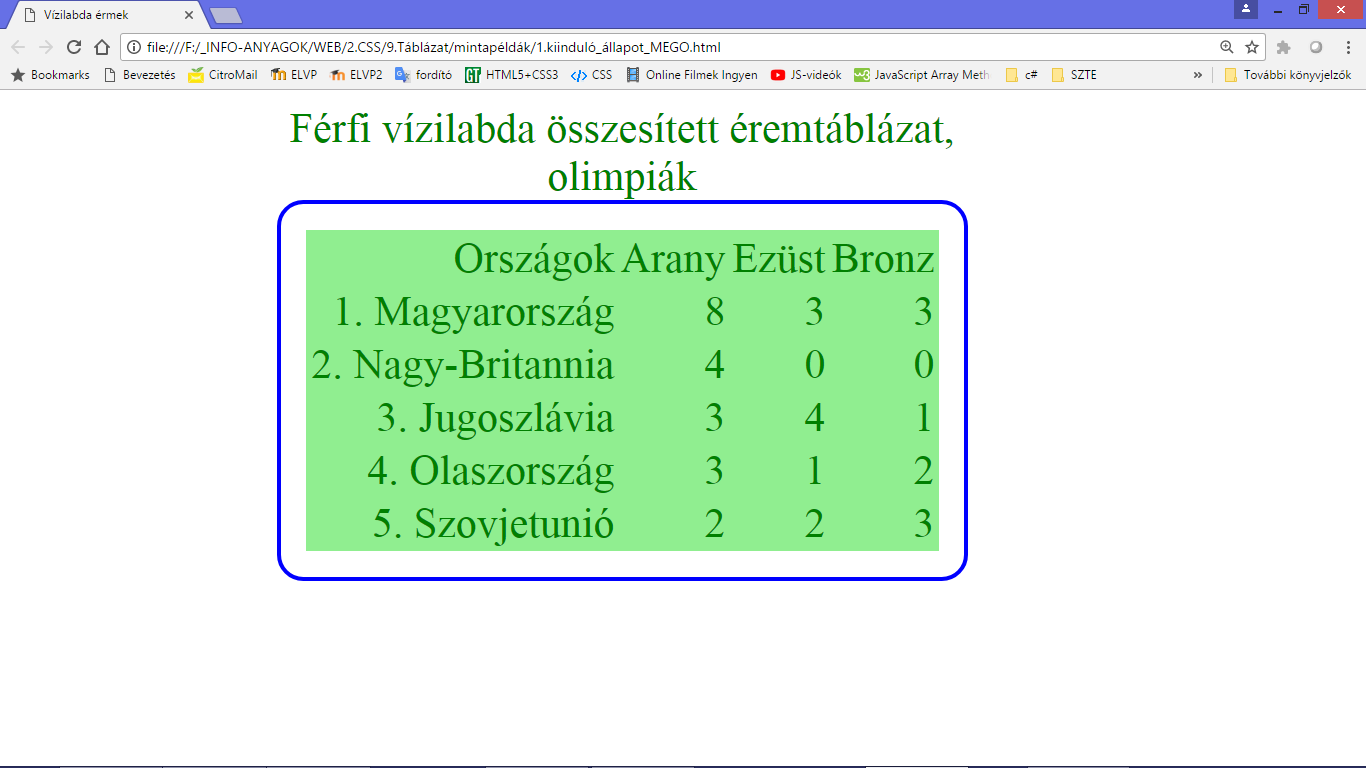 Vízilabda érmek
file:///F:/_INFO-ANYAGOK/WEB/2.CSS/9.Táblázat/mintapéldák/1.kiinduló_állapot_MEGO.html
Bookmarks Bevezetés CitroMail ELVP ELVP2 fordító GT HTML5+CSS3 CSS Online Filmek Ingyen JS-videók JavaScript Array Meth c# SZTE » További könyvjelzők
Férfi vízilabda összesített éremtáblázat,
olimpiák
Országok Arany Ezüst Bronz
1. Magyarország 8 3 3
2. Nagy-Britannia 4 0 0
3. Jugoszlávia 3 4 1
4. Olaszország 3 1 2
5. Szovjetunió 2 2 3